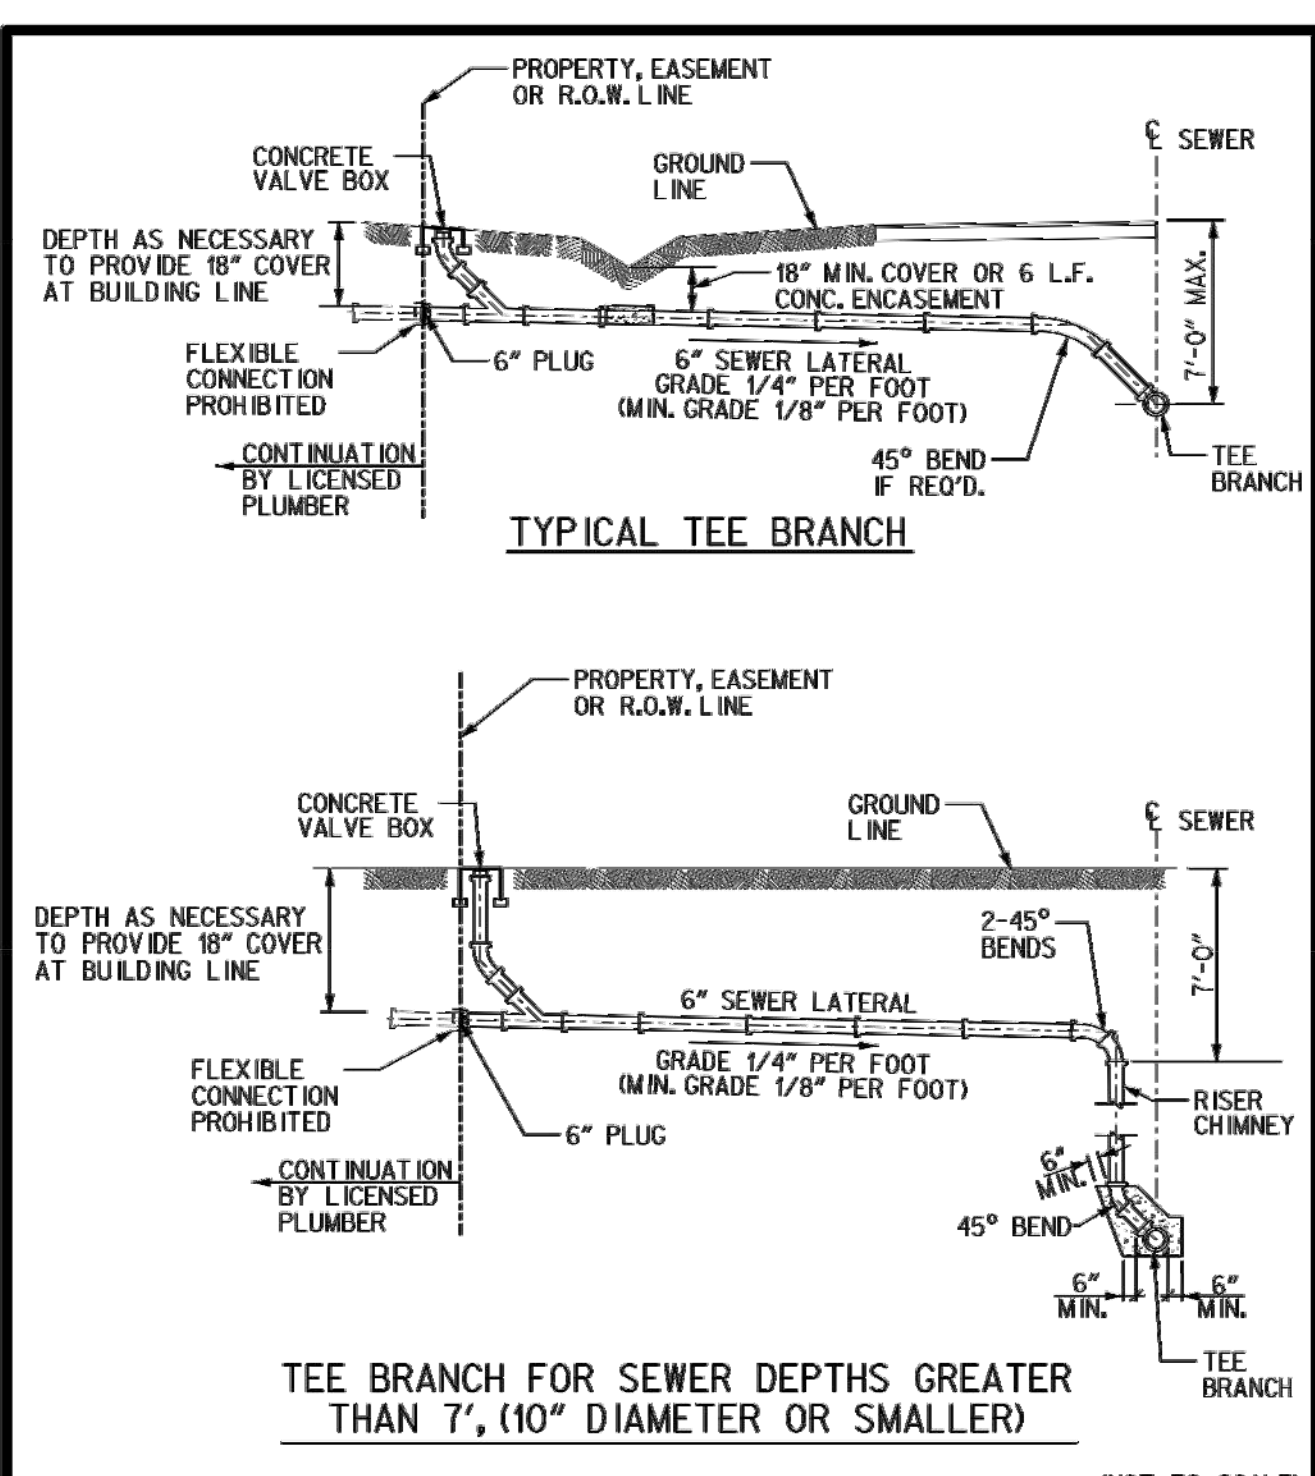 PROPERTY, EASEMENT
OR R.O.W. LINE
℄ SEWER
CONCRETE
VALVE BOX
GROUND
LINE
DEPTH AS NECESSARY
TO PROVIDE 18" COVER
AT BUILDING LINE
18" MIN. COVER OR 6 L.F.
CONC. ENCASEMENT
7'-0" MAX.
FLEXIBLE
CONNECTION
PROHIBITED
6" PLUG
6" SEWER LATERAL
GRADE 1/4" PER FOOT
(MIN. GRADE 1/8" PER FOOT)
CONTINUATION
BY LICENSED
PLUMBER
45° BEND
IF REQ'D.
TEE
BRANCH
TYPICAL TEE BRANCH
PROPERTY, EASEMENT
OR R.O.W. LINE
CONCRETE
VALVE BOX
GROUND
LINE
℄ SEWER
DEPTH AS NECESSARY
TO PROVIDE 18" COVER
AT BUILDING LINE
2-45°
BENDS
7'-0"
6" SEWER LATERAL
GRADE 1/4" PER FOOT
(MIN. GRADE 1/8" PER FOOT)
FLEXIBLE
CONNECTION
PROHIBITED
6" PLUG
RISER
CHIMNEY
CONTINUATION
BY LICENSED
PLUMBER
6"
MIN.
45° BEND
6"
MIN.
6"
MIN.
TEE
BRANCH
TEE BRANCH FOR SEWER DEPTHS GREATER
THAN 7', (10" DIAMETER OR SMALLER)